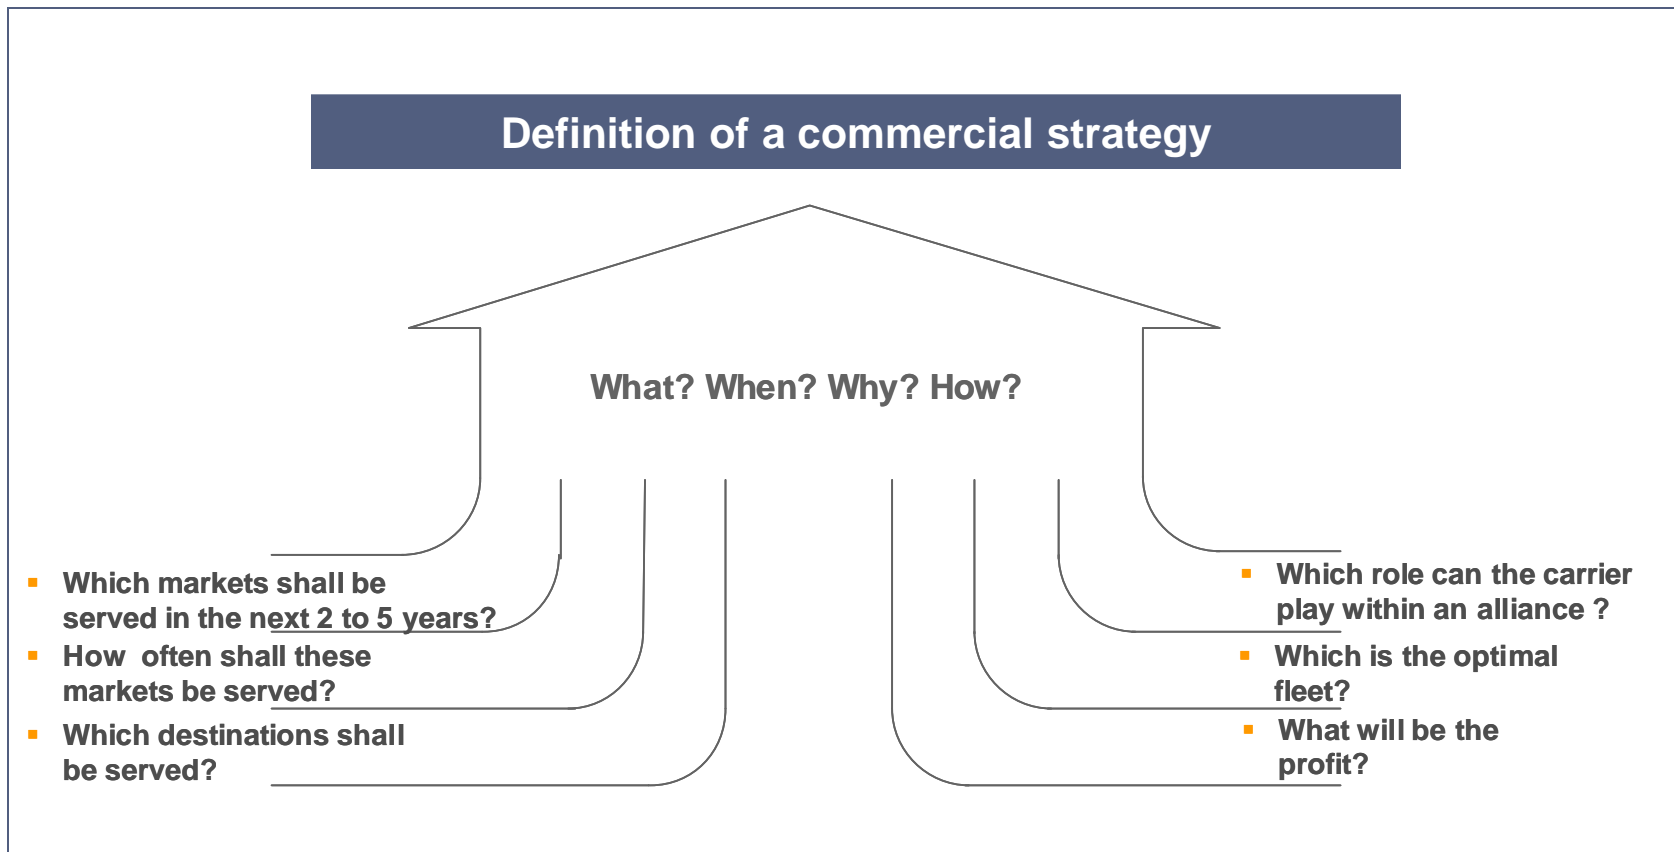 Definition of a commercial strategy
What? When? Why? How?
▪ Which markets shall be
served in the next 2 to 5 years?
▪ How often shall these
markets be served?
▪ Which destinations shall
be served?
▪ Which role can the carrier
play within an alliance ?
▪ Which is the optimal
fleet?
▪ What will be the
profit?